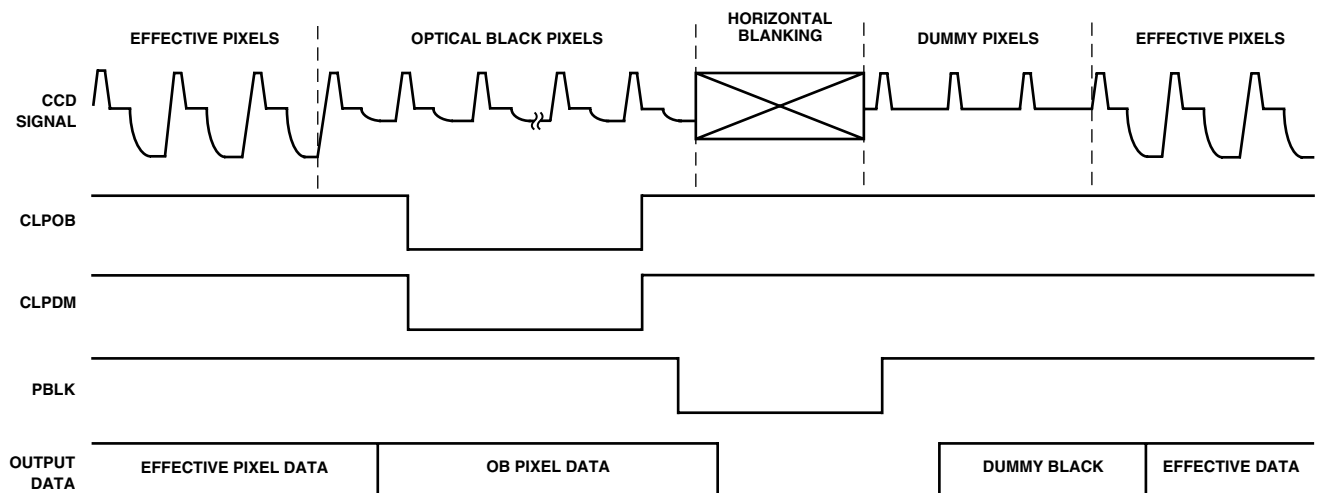 EFFECTIVE PIXELS
OPTICAL BLACK PIXELS
HORIZONTAL
BLANKING
DUMMY PIXELS
EFFECTIVE PIXELS
CCD
SIGNAL
CLPOB
CLPDM
PBLK
OUTPUT
DATA
EFFECTIVE PIXEL DATA
OB PIXEL DATA
DUMMY BLACK
EFFECTIVE DATA